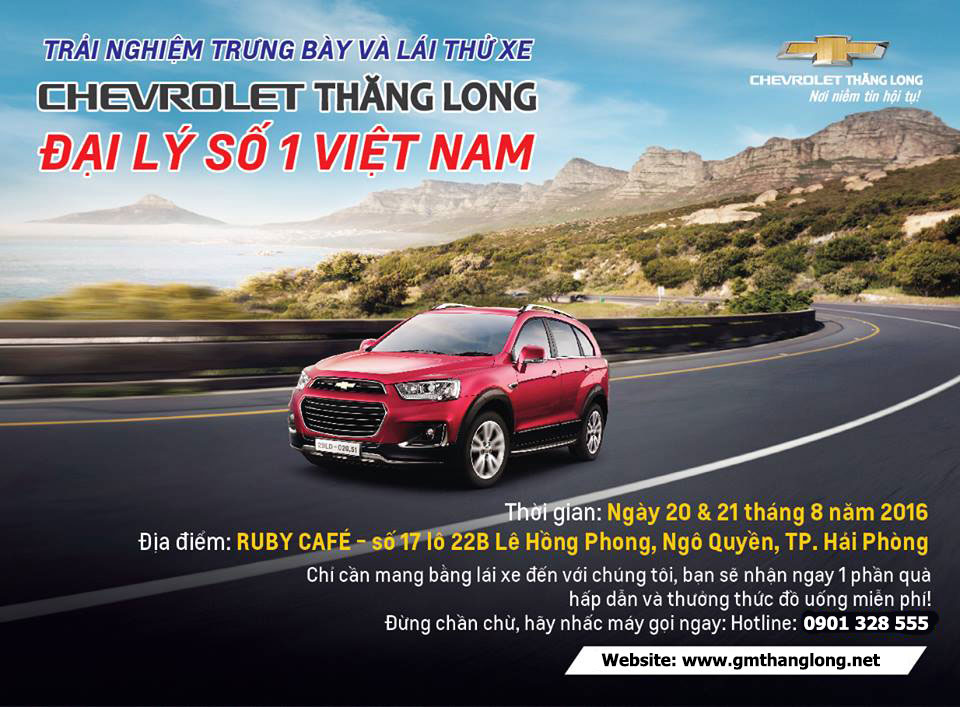 TRẢI NGHIỆM TRƯNG BÀY VÀ LÁI THỬ XE
CHEVROLET THĂNG LONG
ĐẠI LÝ SỐ 1 VIỆT NAM
CHEVROLET THĂNG LONG
Nơi niềm tin hội tụ!
29LD-020.51
Thời gian: Ngày 20 & 21 tháng 8 năm 2016
Địa điểm: RUBY CAFÉ - số 17 lô 22B Lê Hồng Phong, Ngô Quyền, TP. Hải Phòng
Chỉ cần mang bằng lái xe đến với chúng tôi, bạn sẽ nhận ngay 1 phần quà
hấp dẫn và thưởng thức đồ uống miễn phí!
Đừng chần chừ, hãy nhấc máy gọi ngay: Hotline: 0901 328 555
Website: www.gmthanglong.net